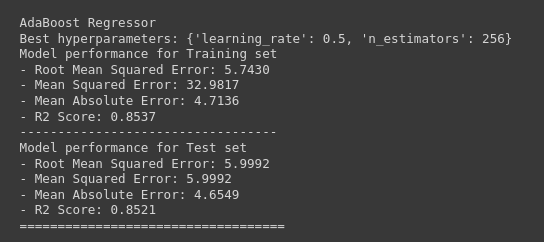 AdaBoost Regressor
Best hyperparameters: {'learning_rate': 0.5, 'n_estimators': 256}
Model performance for Training set
- Root Mean Squared Error: 5.7430
- Mean Squared Error: 32.9817
- Mean Absolute Error: 4.7136
- R2 Score: 0.8537
----------------------------------
Model performance for Test set
- Root Mean Squared Error: 5.9992
- Mean Squared Error: 5.9992
- Mean Absolute Error: 4.6549
- R2 Score: 0.8521
===================================